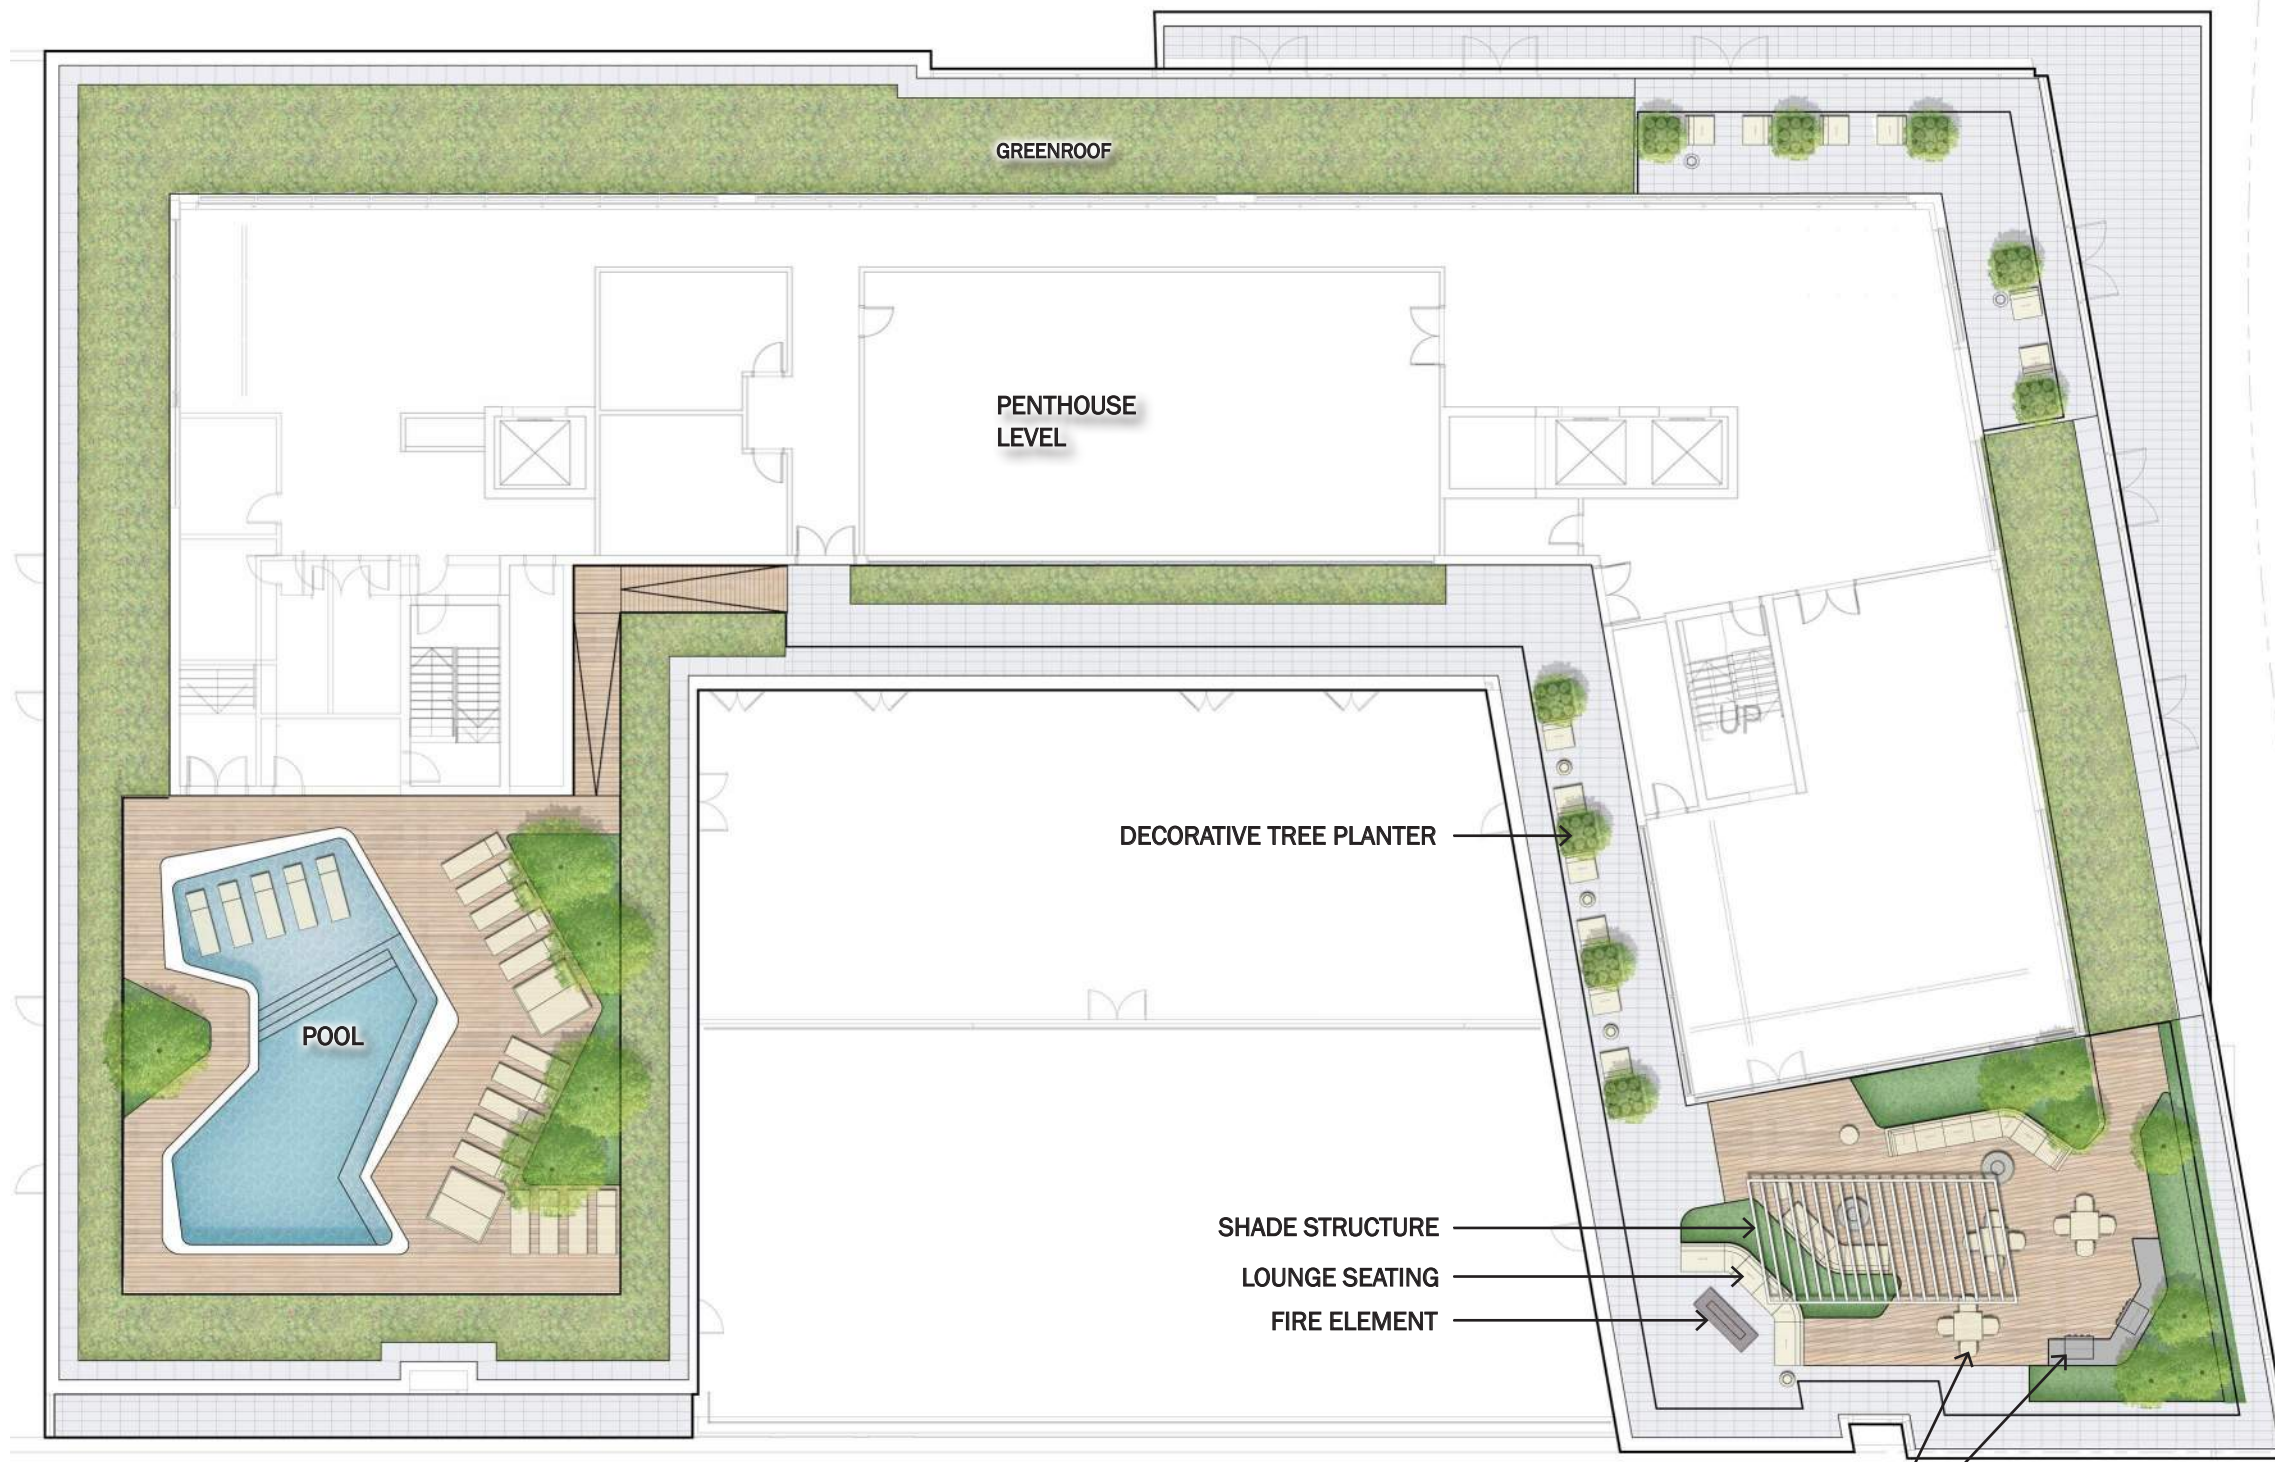 GREENROOF
PENTHOUSE
LEVEL
UP
DECORATIVE TREE PLANTER
POOL
SHADE STRUCTURE
LOUNGE SEATING
FIRE ELEMENT